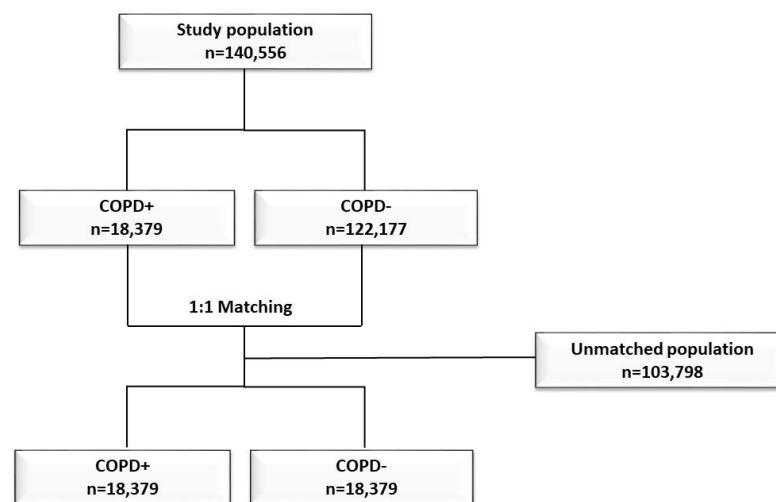 Study population
n=140,556
COPD+
n=18,379
COPD-
n=122,177
1:1 Matching
Unmatched population
n=103,798
COPD+
n=18,379
COPD-
n=18,379